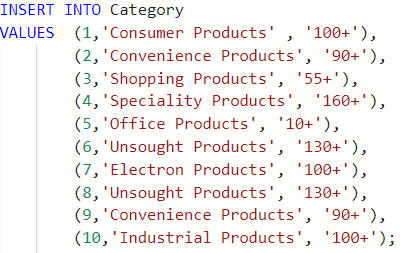 INSERT INTO Category
VALUES (1,'Consumer Products' , '100+'),
(2,'Convenience Products', '90+'),
(3,'Shopping Products', '55+'),
(4,'Speciality Products', '160+'),
(5,'Office Products', '10+'),
(6,'Unsought Products', '130+'),
(7,'Electron Products', '100+'),
(8,'Unsought Products', '130+'),
(9,'Convenience Products', '90+'),
(10,'Industrial Products', '100+');